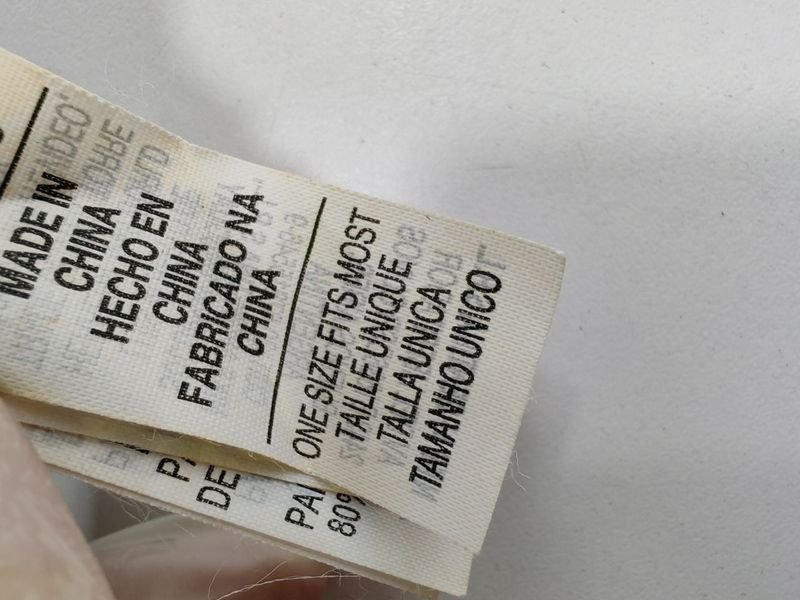 MADE IN
CHINA
HECHO EN
CHINA
FABRICADO NA
CHINA
ONE SIZE FITS MOST
TAILLE UNIQUE
TALLA UNICA
TAMANHO UNICO
80%